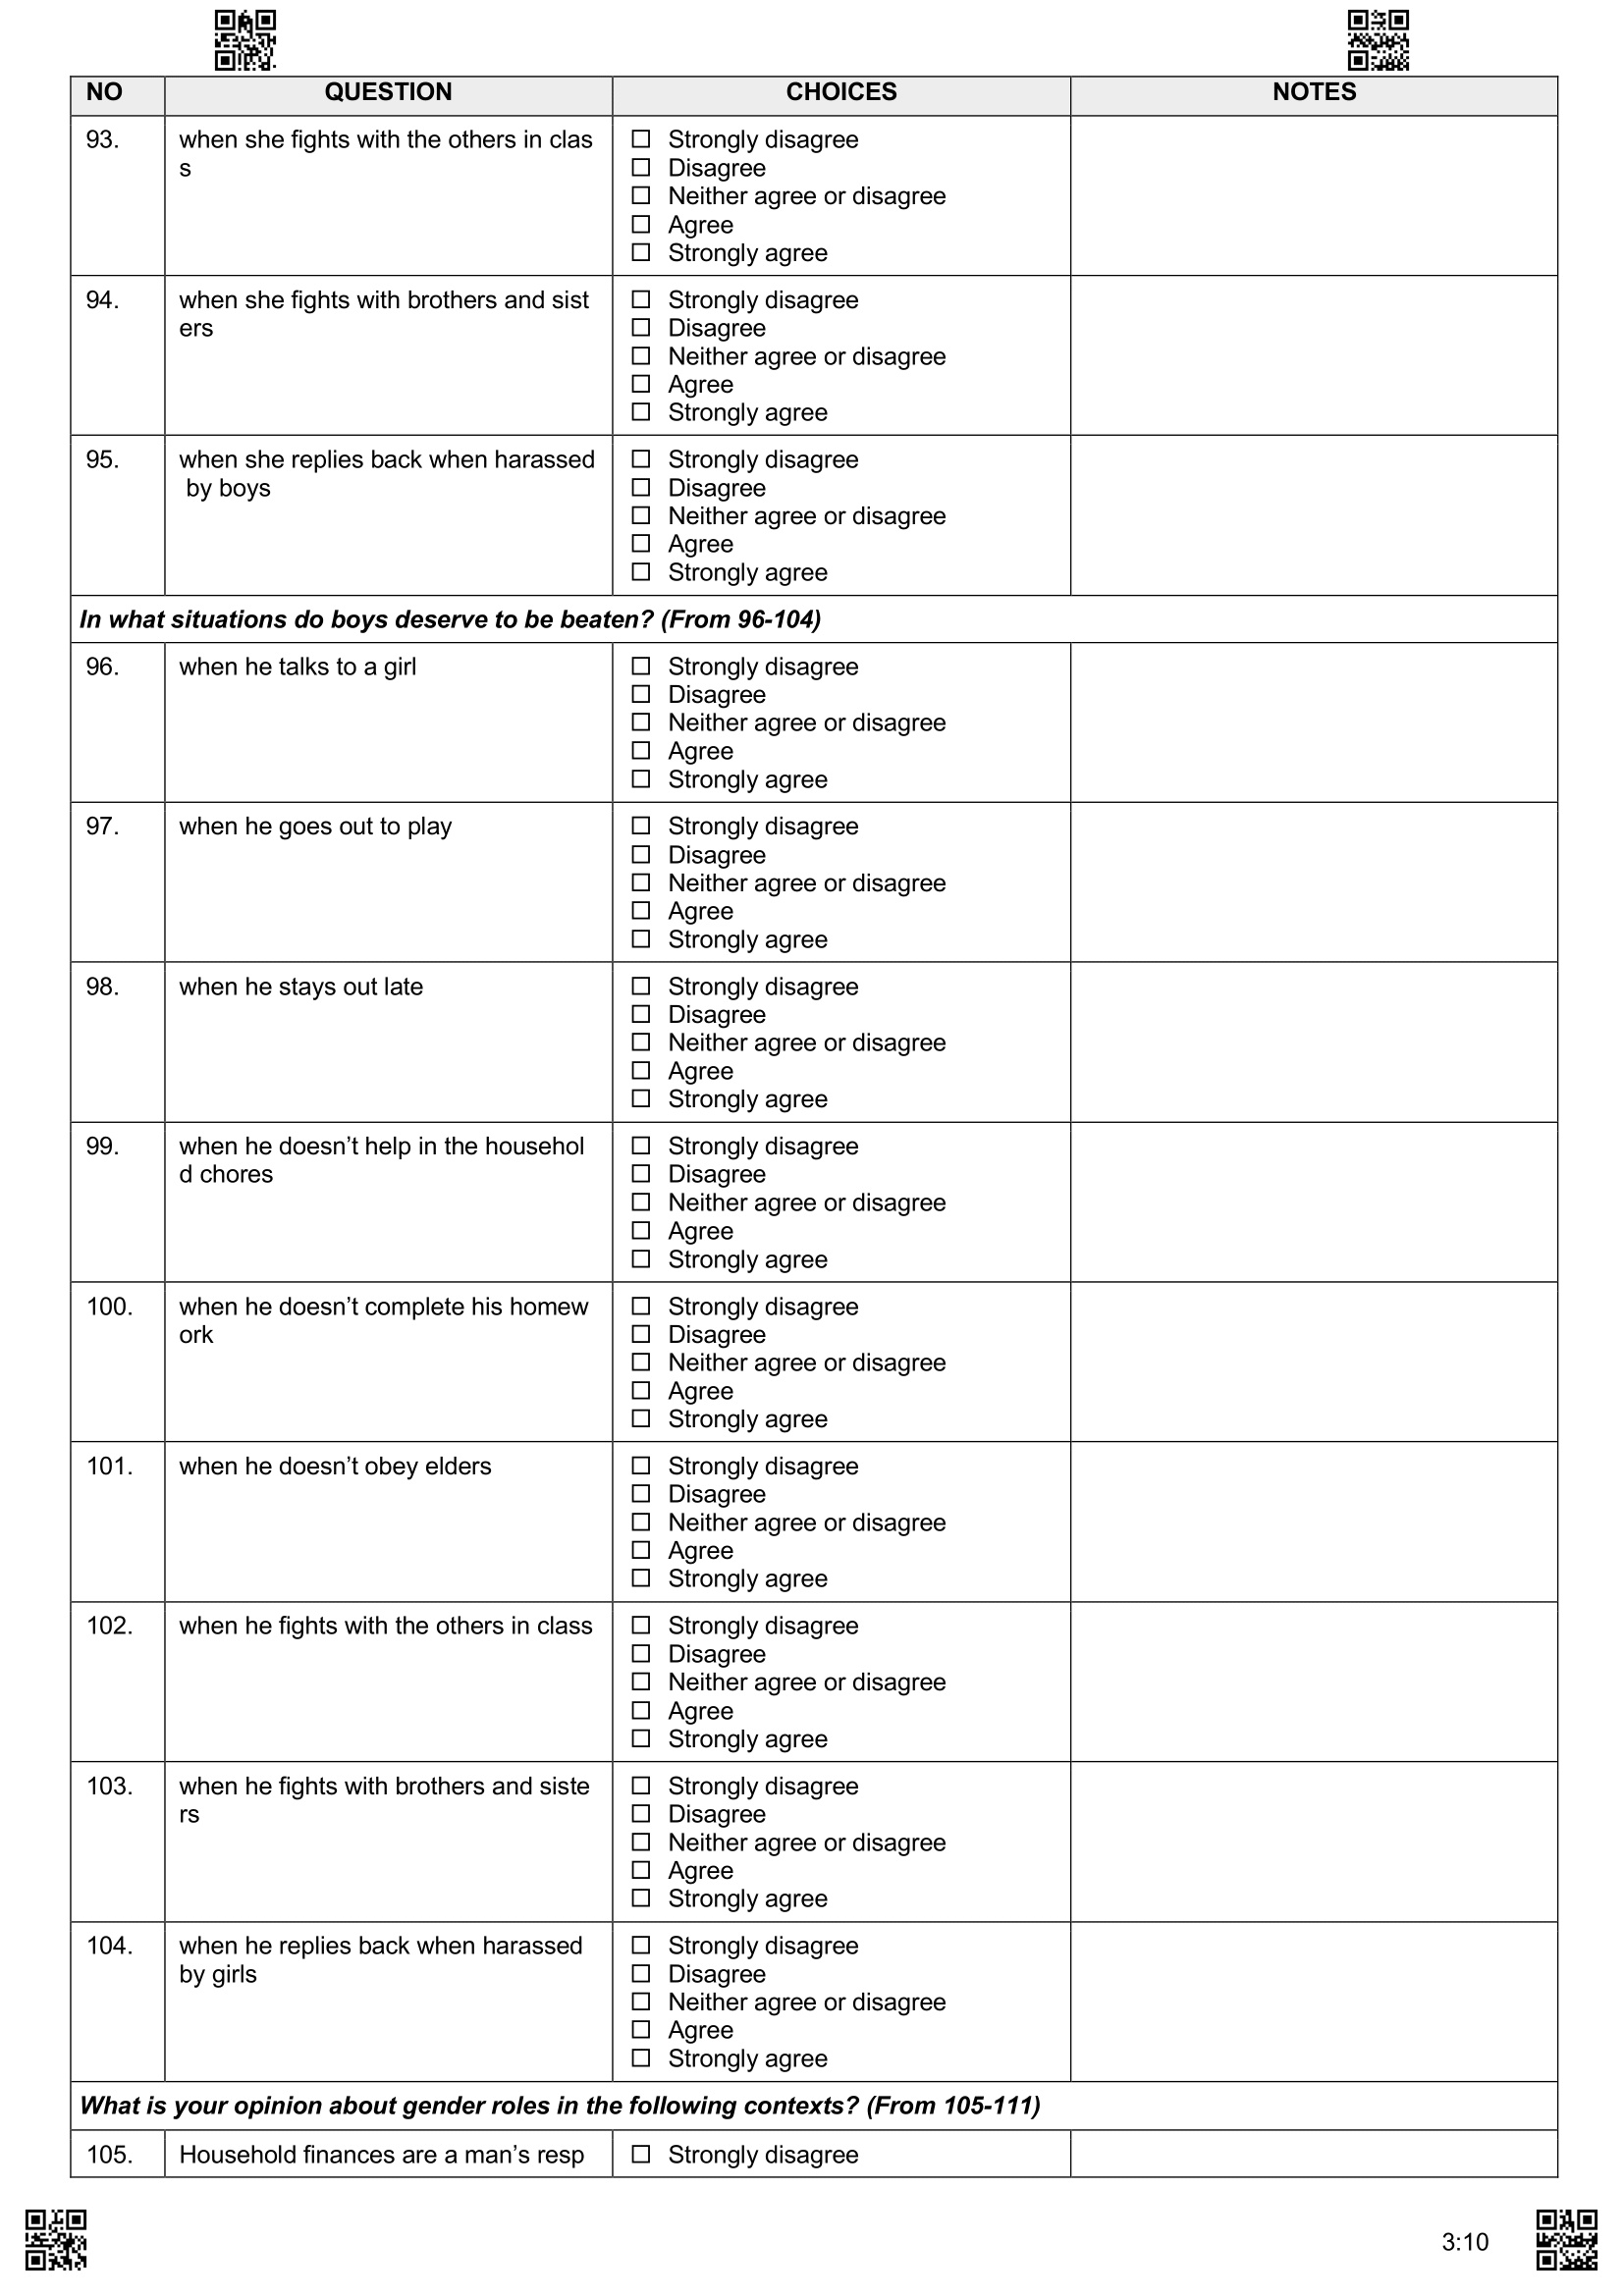 NO QUESTION CHOICES NOTES
93. when she fights with the others in clas
s
☐ Strongly disagree
☐ Disagree
☐ Neither agree or disagree
☐ Agree
☐ Strongly agree
94. when she fights with brothers and sist
ers
☐ Strongly disagree
☐ Disagree
☐ Neither agree or disagree
☐ Agree
☐ Strongly agree
95. when she replies back when harassed
by boys
☐ Strongly disagree
☐ Disagree
☐ Neither agree or disagree
☐ Agree
☐ Strongly agree
In what situations do boys deserve to be beaten? (From 96-104)
96. when he talks to a girl
☐ Strongly disagree
☐ Disagree
☐ Neither agree or disagree
☐ Agree
☐ Strongly agree
97. when he goes out to play
☐ Strongly disagree
☐ Disagree
☐ Neither agree or disagree
☐ Agree
☐ Strongly agree
98. when he stays out late
☐ Strongly disagree
☐ Disagree
☐ Neither agree or disagree
☐ Agree
☐ Strongly agree
99. when he doesn’t help in the househol
d chores
☐ Strongly disagree
☐ Disagree
☐ Neither agree or disagree
☐ Agree
☐ Strongly agree
100. when he doesn’t complete his homew
ork
☐ Strongly disagree
☐ Disagree
☐ Neither agree or disagree
☐ Agree
☐ Strongly agree
101. when he doesn’t obey elders
☐ Strongly disagree
☐ Disagree
☐ Neither agree or disagree
☐ Agree
☐ Strongly agree
102. when he fights with the others in class
☐ Strongly disagree
☐ Disagree
☐ Neither agree or disagree
☐ Agree
☐ Strongly agree
103. when he fights with brothers and siste
rs
☐ Strongly disagree
☐ Disagree
☐ Neither agree or disagree
☐ Agree
☐ Strongly agree
104. when he replies back when harassed
by girls
☐ Strongly disagree
☐ Disagree
☐ Neither agree or disagree
☐ Agree
☐ Strongly agree
What is your opinion about gender roles in the following contexts? (From 105-111)
105. Household finances are a man’s resp
☐ Strongly disagree
3:10